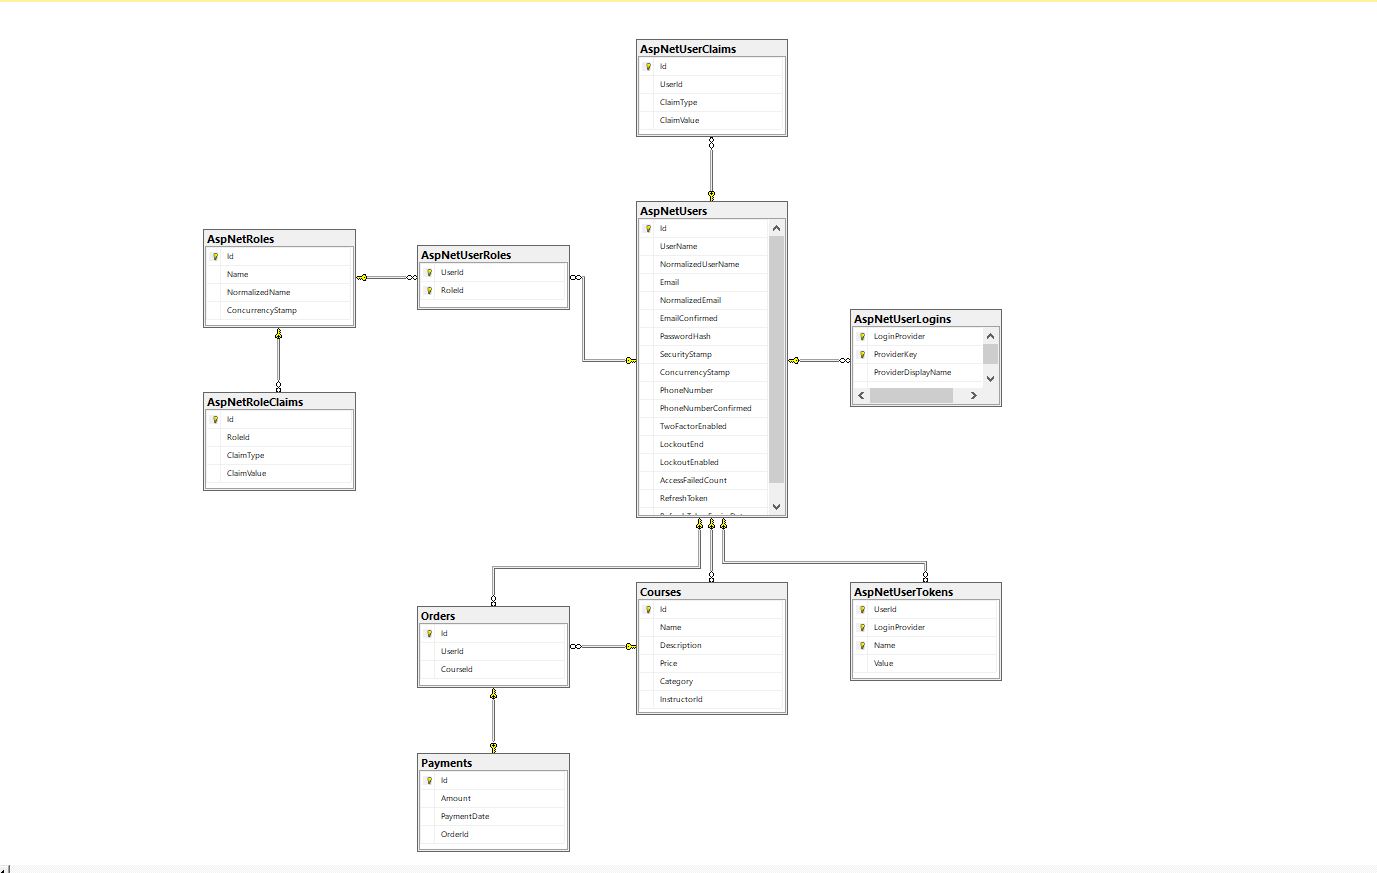 AspNetUserClaims
Id
UserId
ClaimType
ClaimValue
AspNetUsers
Id
UserName
NormalizedUserName
Email
NormalizedEmail
EmailConfirmed
PasswordHash
SecurityStamp
ConcurrencyStamp
PhoneNumber
PhoneNumberConfirmed
TwoFactorEnabled
LockoutEnd
LockoutEnabled
AccessFailedCount
RefreshToken
AspNetRoles
Id
Name
NormalizedName
ConcurrencyStamp
AspNetUserRoles
UserId
RoleId
AspNetUserLogins
LoginProvider
ProviderKey
ProviderDisplayName
AspNetRoleClaims
Id
RoleId
ClaimType
ClaimValue
Orders
Id
UserId
CourseId
Courses
Id
Name
Description
Price
Category
InstructorId
AspNetUserTokens
UserId
LoginProvider
Name
Value
Payments
Id
Amount
PaymentDate
OrderId